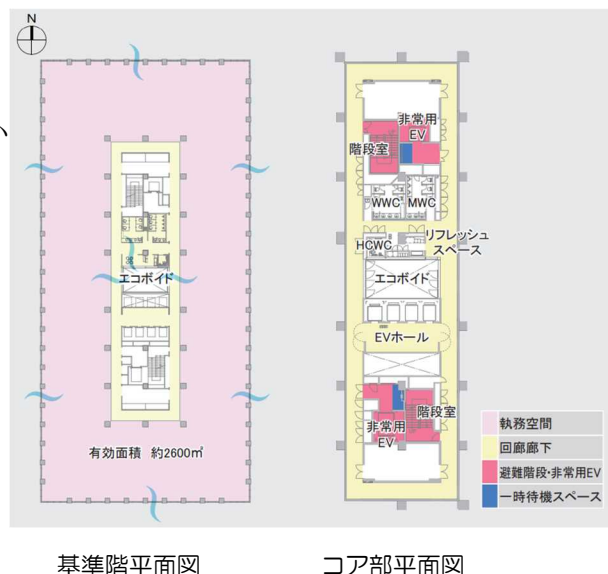 N
い
エコボイド
有効面積 約2600㎡
非常用
EV
階段室
WWC
MWC
HCWC
リフレッシュ
スペース
エコボイド
EVホール
階段室
非常用
EV
執務空間
回廊廊下
避難階段・非常用EV
一時待機スペース
基準階平面図
コア部平面図